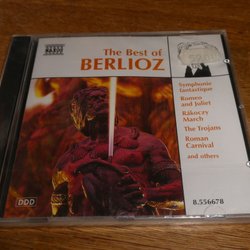 NAXOS
The Best of
BERLIOZ
Symphonie
fantastique
Romeo
and Juliet
Rákóczy
March
The Trojans
Roman
Carnival
and others
DDD
8.556678